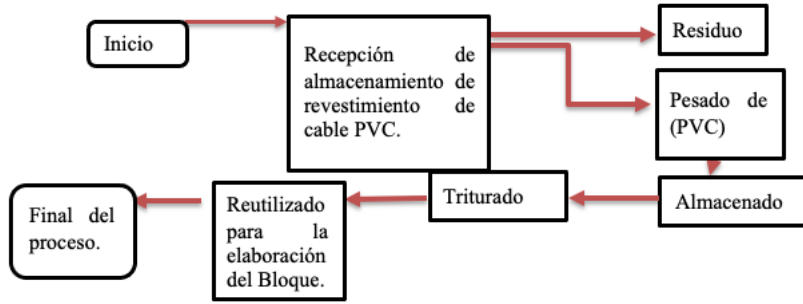 Inicio
Recepción de
almacenamiento de
revestimiento de
cable PVC.
Residuo
Pesado de
(PVC)
Almacenado
Triturado
Reutilizado
para la
elaboración
del Bloque.
Final del
proceso.